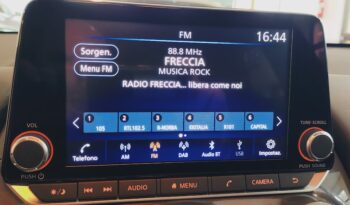 FM
16:44
Sorgen.
88.8 MHz
FRECCIA
Menu FM
MUSICA ROCK
RADIO FRECCIA... libera come noi
VOL
TUNE·SCROLL
1 2 3 4 5 6
105 RTL102.5 R101 CAPITAL
Telefono AM FM DAB Audio BT USB Impostaz.
PUSH
PUSH SOUND
AUDIO MENU CAMERA